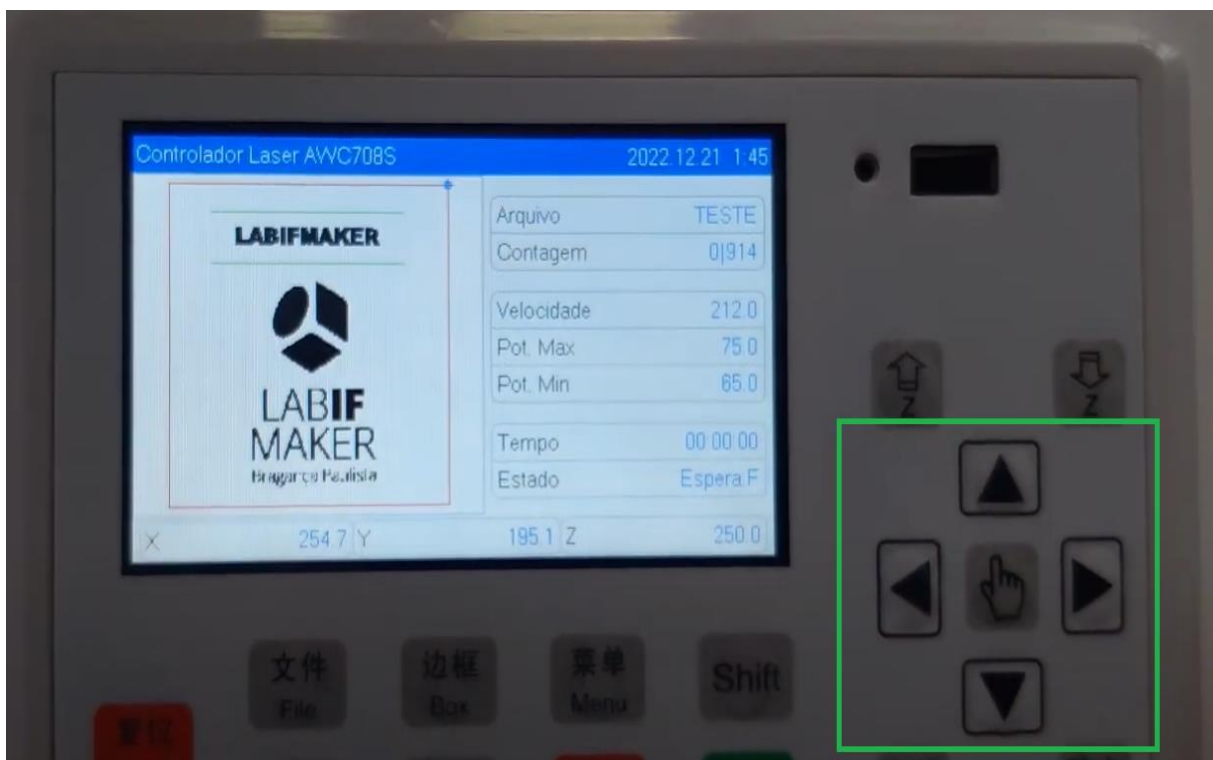 Controlador Laser AWC708S 2022.12.21 1:45
LABIFMAKER
LABIF
MAKER
Bragança Paulista
Arquivo TESTE
Contagem 0|914
Velocidade 212.0
Pot. Max 75.0
Pot. Min 65.0
Tempo 00:00:00
Estado Espera.F
X 254.7 Y 195.1 Z 250.0
Z Z
文件 边框 菜单 Shift
File Box Menu